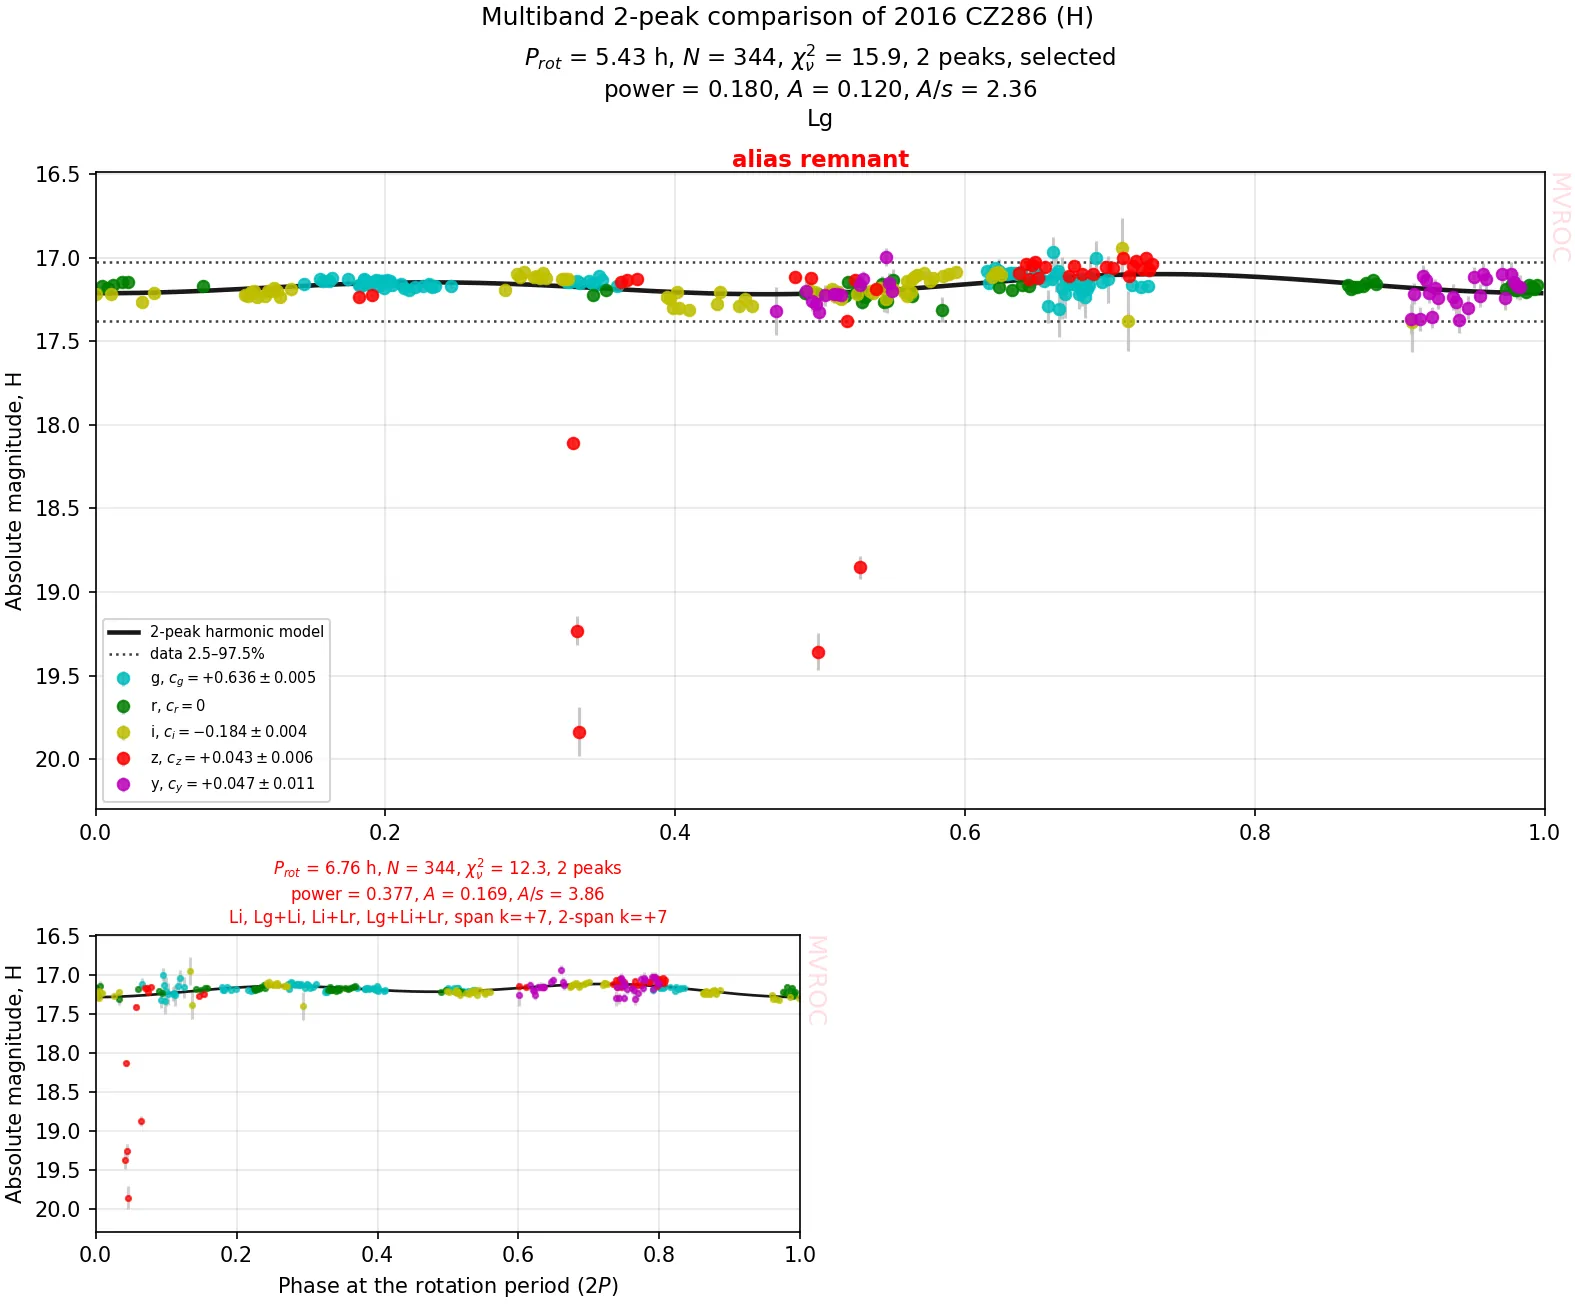 Multiband 2-peak comparison of 2016 CZ286 (H)
P_rot = 5.43 h, N = 344, χ²_ν = 15.9, 2 peaks, selected
power = 0.180, A = 0.120, A/s = 2.36
Lg
alias remnant
16.5
17.0
17.5
18.0
18.5
19.0
19.5
20.0
Absolute magnitude, H
MVROC
2-peak harmonic model
data 2.5–97.5%
g, c_g = +0.636 ± 0.005
r, c_r = 0
i, c_i = −0.184 ± 0.004
z, c_z = +0.043 ± 0.006
y, c_y = +0.047 ± 0.011
0.0 0.2 0.4 0.6 0.8 1.0
P_rot = 6.76 h, N = 344, χ²_ν = 12.3, 2 peaks
power = 0.377, A = 0.169, A/s = 3.86
Li, Lg+Li, Li+Lr, Lg+Li+Lr, span k=+7, 2-span k=+7
16.5
17.0
17.5
18.0
18.5
19.0
19.5
20.0
Absolute magnitude, H
MVROC
0.0 0.2 0.4 0.6 0.8 1.0
Phase at the rotation period (2P)